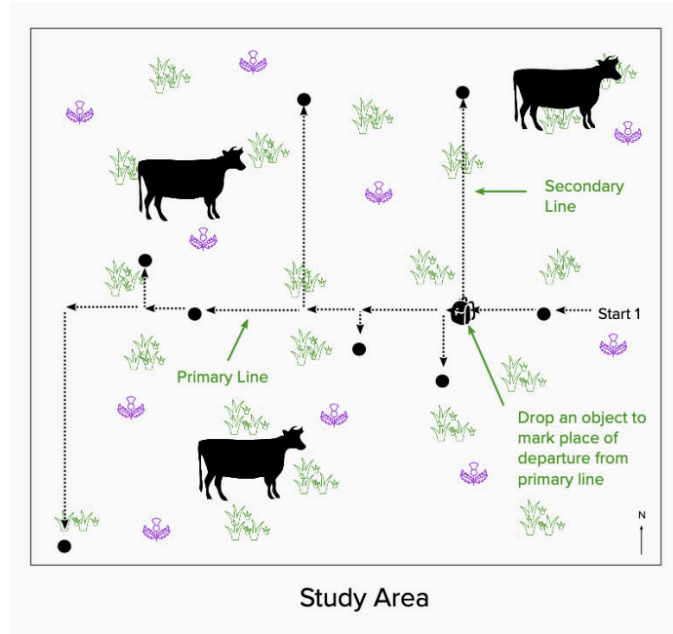 Secondary
Line
Start 1
Primary Line
Drop an object to
mark place of
departure from
primary line
N
Study Area